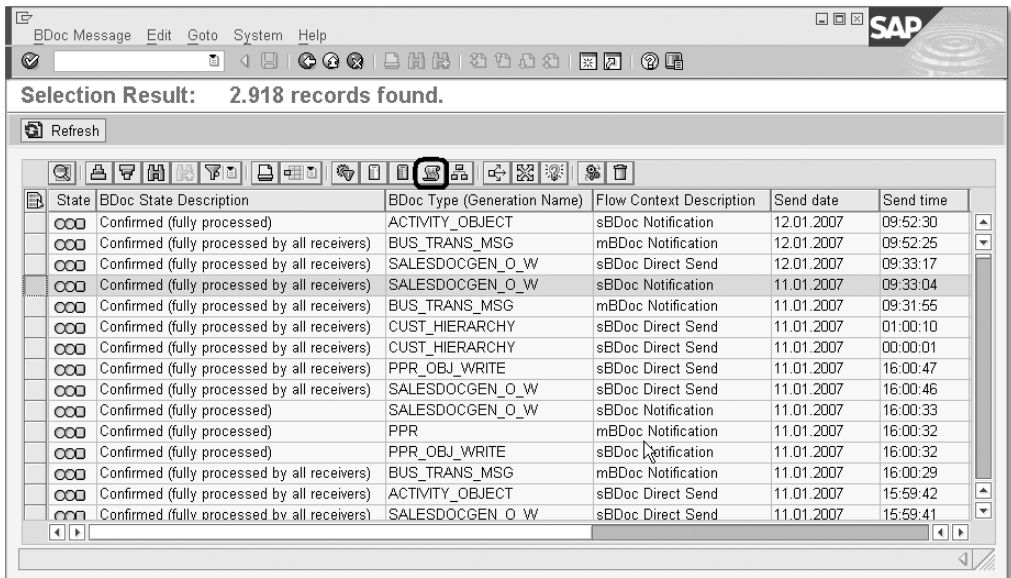 BDoc Message Edit Goto System Help
SAP
Selection Result: 2.918 records found.
Refresh
State BDoc State Description BDoc Type (Generation Name) Flow Context Description Send date Send time
Confirmed (fully processed) ACTIVITY_OBJECT sBDoc Notification 12.01.2007 09:52:30
Confirmed (fully processed by all receivers) BUS_TRANS_MSG mBDoc Notification 12.01.2007 09:52:25
Confirmed (fully processed by all receivers) SALESDOCGEN_O_W sBDoc Direct Send 12.01.2007 09:33:17
Confirmed (fully processed by all receivers) SALESDOCGEN_O_W sBDoc Notification 11.01.2007 09:33:04
Confirmed (fully processed by all receivers) BUS_TRANS_MSG mBDoc Notification 11.01.2007 09:31:55
Confirmed (fully processed by all receivers) CUST_HIERARCHY sBDoc Direct Send 11.01.2007 01:00:10
Confirmed (fully processed by all receivers) CUST_HIERARCHY sBDoc Direct Send 11.01.2007 00:00:01
Confirmed (fully processed by all receivers) PPR_OBJ_WRITE sBDoc Direct Send 11.01.2007 16:00:47
Confirmed (fully processed by all receivers) SALESDOCGEN_O_W sBDoc Direct Send 11.01.2007 16:00:46
Confirmed (fully processed) SALESDOCGEN_O_W sBDoc Notification 11.01.2007 16:00:33
Confirmed (fully processed) PPR mBDoc Notification 11.01.2007 16:00:32
Confirmed (fully processed) PPR_OBJ_WRITE sBDoc Notification 11.01.2007 16:00:32
Confirmed (fully processed by all receivers) BUS_TRANS_MSG mBDoc Notification 11.01.2007 16:00:29
Confirmed (fully processed by all receivers) ACTIVITY_OBJECT sBDoc Direct Send 11.01.2007 15:59:42
Confirmed (fully processed by all receivers) SALESDOCGEN_O_W sBDoc Direct Send 11.01.2007 15:59:41